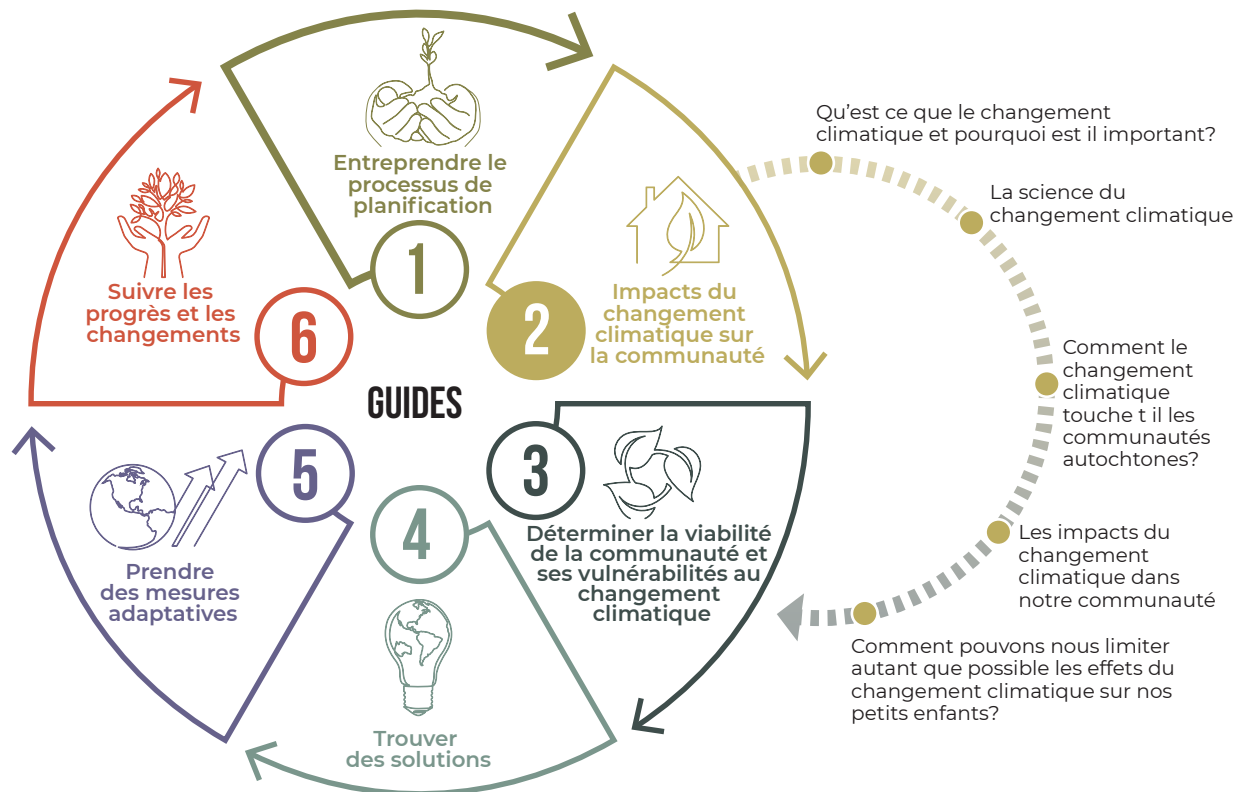 Entreprendre le
processus de
planification
1
Impacts du
changement
climatique sur
la communauté
2
Déterminer la viabilité
de la communauté et
ses vulnérabilités au
changement
climatique
3
Trouver
des solutions
4
Prendre
des mesures
adaptatives
5
Suivre les
progrès et les
changements
6
GUIDES
Qu’est ce que le changement
climatique et pourquoi est il important?
La science du
changement climatique
Comment le
changement
climatique
touche t il les
communautés
autochtones?
Les impacts du
changement
climatique dans
notre communauté
Comment pouvons nous limiter
autant que possible les effets du
changement climatique sur nos
petits enfants?